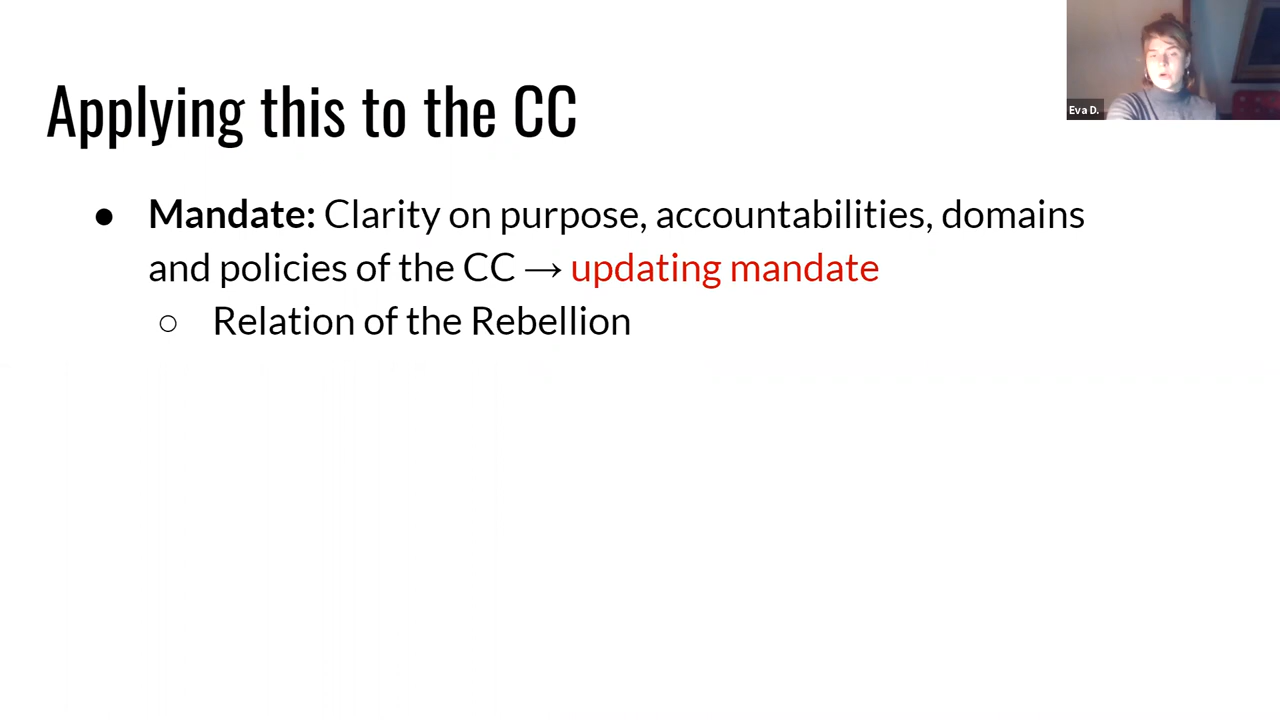 Applying this to the CC
Eva D.
● Mandate: Clarity on purpose, accountabilities, domains
and policies of the CC → updating mandate
○ Relation of the Rebellion